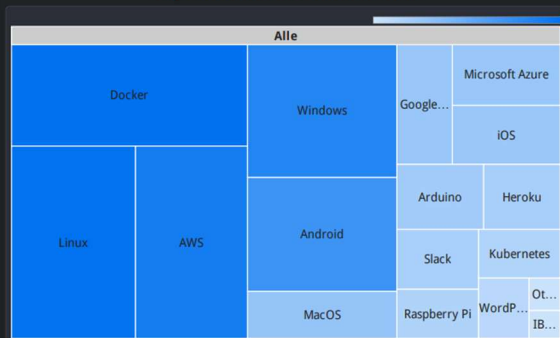 Alle
Docker
Windows
Google...
Microsoft Azure
iOS
Linux
AWS
Android
Arduino
Heroku
Slack
Kubernetes
MacOS
Raspberry Pi
WordP...
Ot...
IB...